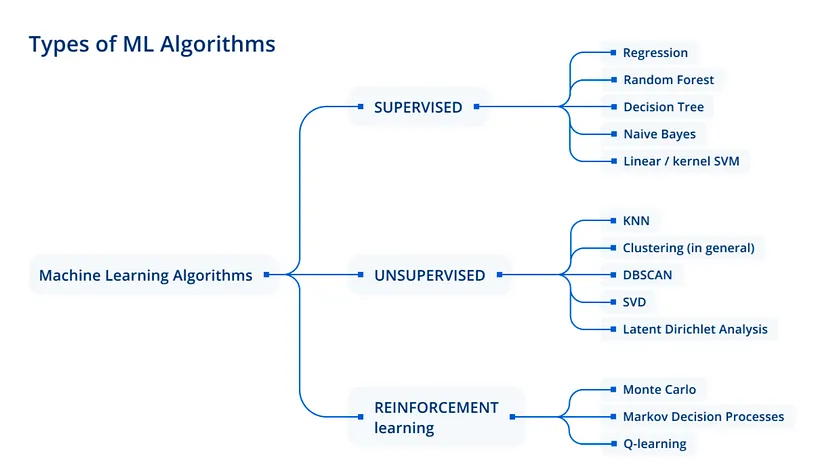 Types of ML Algorithms
Machine Learning Algorithms
SUPERVISED
Regression
Random Forest
Decision Tree
Naive Bayes
Linear / kernel SVM
UNSUPERVISED
KNN
Clustering (in general)
DBSCAN
SVD
Latent Dirichlet Analysis
REINFORCEMENT
learning
Monte Carlo
Markov Decision Processes
Q-learning